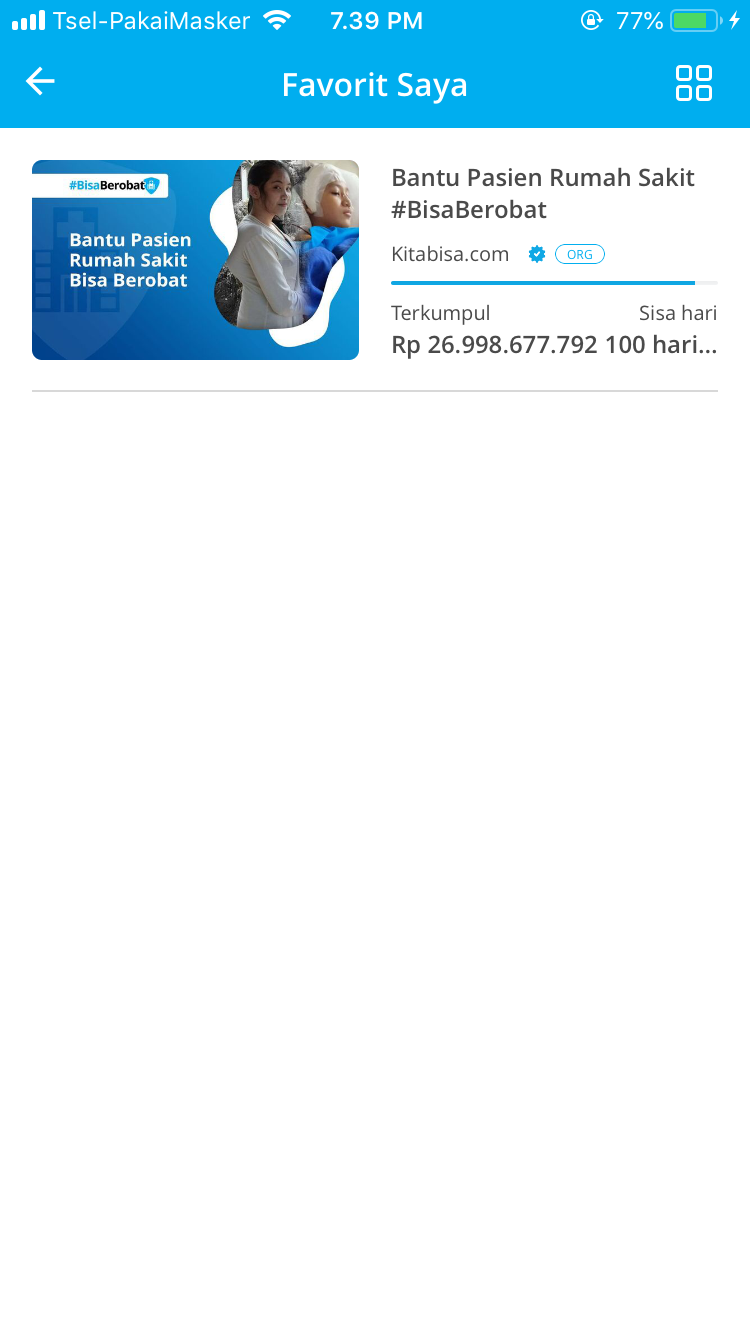 Tsel-PakaiMasker 7.39 PM 77%
Favorit Saya
#BisaBerobat
Bantu Pasien
Rumah Sakit
Bisa Berobat
Bantu Pasien Rumah Sakit
#BisaBerobat
Kitabisa.com ORG
Terkumpul Sisa hari
Rp 26.998.677.792 100 hari...